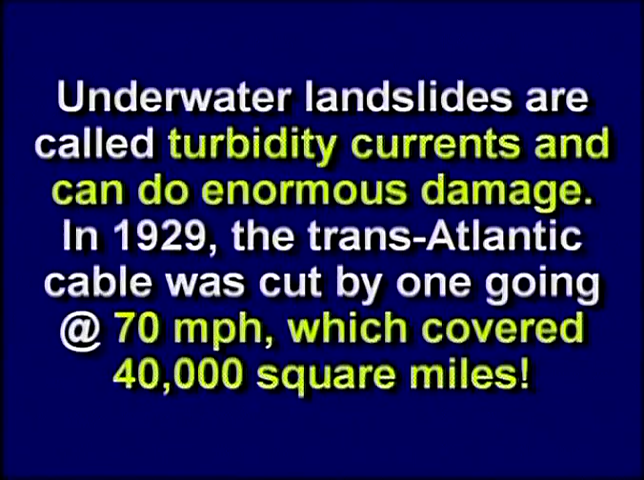 Underwater landslides are
called turbidity currents and
can do enormous damage.
In 1929, the trans-Atlantic
cable was cut by one going
@ 70 mph, which covered
40,000 square miles!